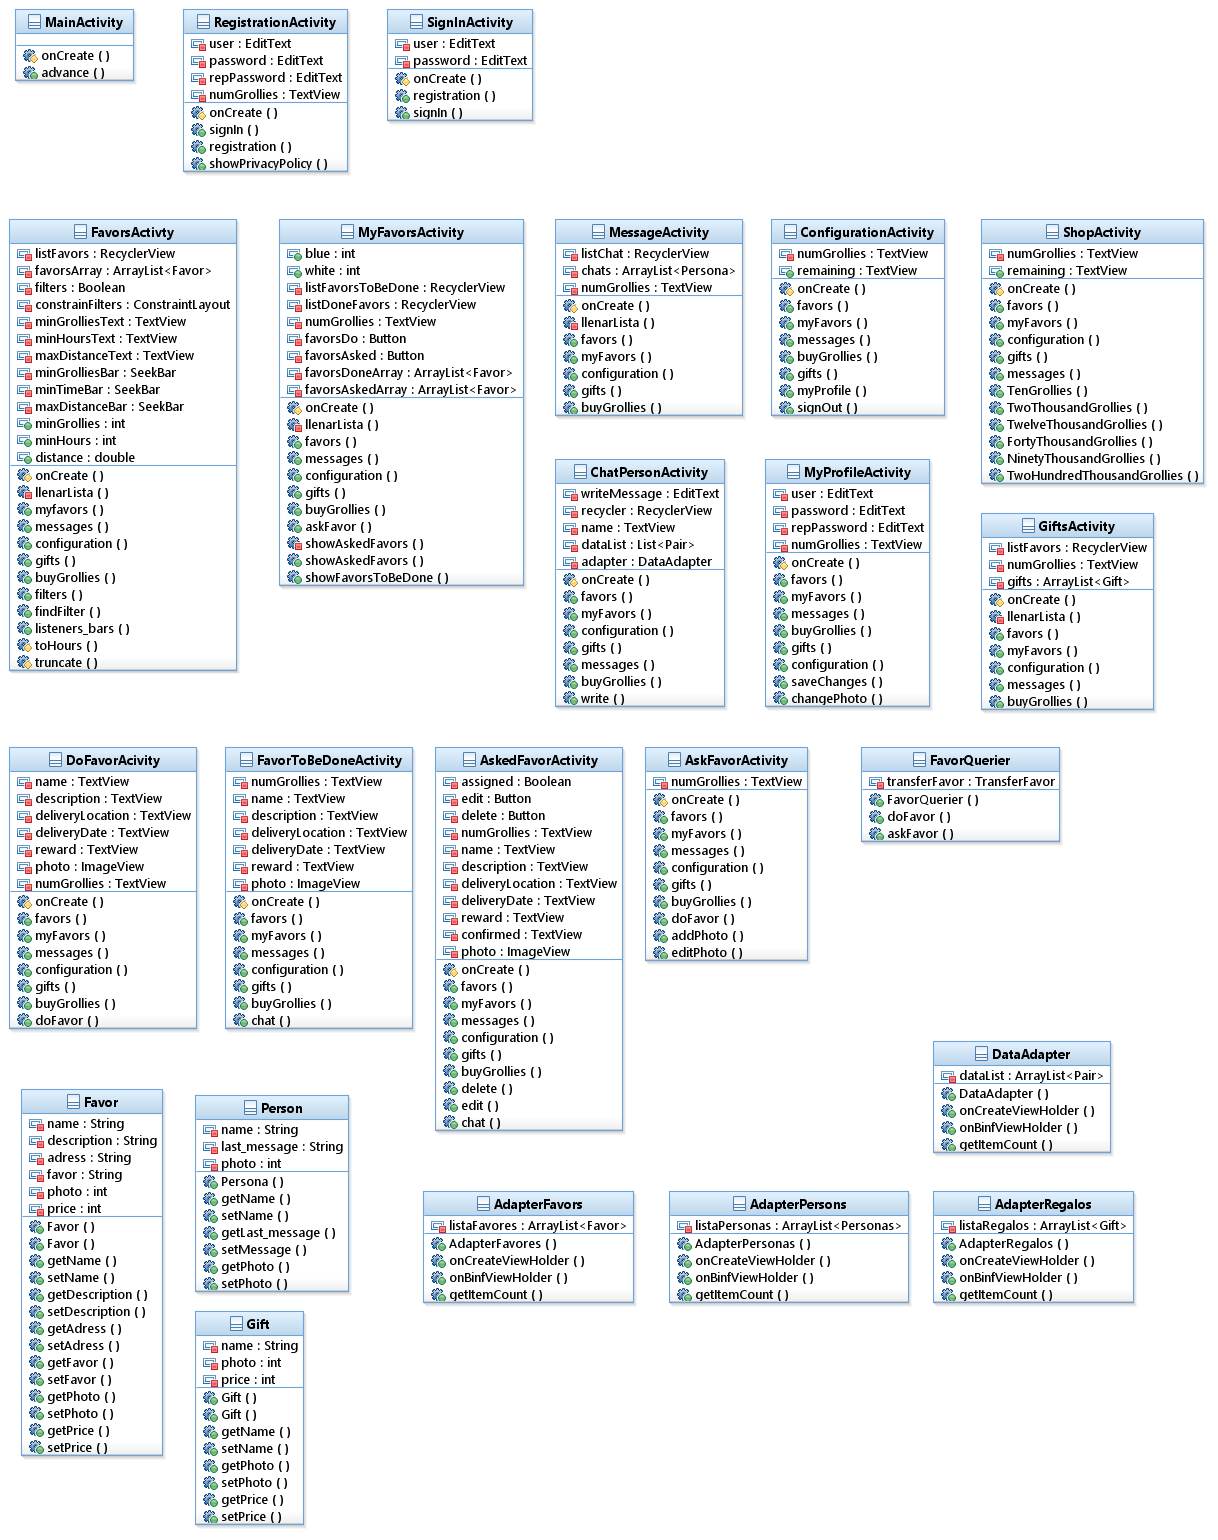 MainActivity
onCreate ( )
advance ( )
RegistrationActivity
user : EditText
password : EditText
repPassword : EditText
numGrollies : TextView
onCreate ( )
signIn ( )
registration ( )
showPrivacyPolicy ( )
SignInActivity
user : EditText
password : EditText
onCreate ( )
registration ( )
signIn ( )
FavorsActivty
listFavors : RecyclerView
favorsArray : ArrayList<Favor>
filters : Boolean
constrainFilters : ConstraintLayout
minGrolliesText : TextView
minHoursText : TextView
maxDistanceText : TextView
minGrolliesBar : SeekBar
minTimeBar : SeekBar
maxDistanceBar : SeekBar
minGrollies : int
minHours : int
distance : double
onCreate ( )
llenarLista ( )
myfavors ( )
messages ( )
configuration ( )
gifts ( )
buyGrollies ( )
filters ( )
findFilter ( )
listeners_bars ( )
toHours ( )
truncate ( )
MyFavorsActivity
blue : int
white : int
listFavorsToBeDone : RecyclerView
listDoneFavors : RecyclerView
numGrollies : TextView
favorsDo : Button
favorsAsked : Button
favorsDoneArray : ArrayList<Favor>
favorsAskedArray : ArrayList<Favor>
onCreate ( )
llenarLista ( )
favors ( )
messages ( )
configuration ( )
gifts ( )
buyGrollies ( )
askFavor ( )
showAskedFavors ( )
showAskedFavors ( )
showFavorsToBeDone ( )
MessageActivity
listChat : RecyclerView
chats : ArrayList<Persona>
numGrollies : TextView
onCreate ( )
llenarLista ( )
favors ( )
myFavors ( )
configuration ( )
gifts ( )
buyGrollies ( )
ConfigurationActivity
numGrollies : TextView
remaining : TextView
onCreate ( )
favors ( )
myFavors ( )
messages ( )
buyGrollies ( )
gifts ( )
myProfile ( )
signOut ( )
ShopActivity
numGrollies : TextView
remaining : TextView
onCreate ( )
favors ( )
myFavors ( )
configuration ( )
gifts ( )
messages ( )
TenGrollies ( )
TwoThousandGrollies ( )
TwelveThousandGrollies ( )
FortyThousandGrollies ( )
NinetyThousandGrollies ( )
TwoHundredThousandGrollies ( )
ChatPersonActivity
writeMessage : EditText
recycler : RecyclerView
name : TextView
dataList : List<Pair>
adapter : DataAdapter
onCreate ( )
favors ( )
myFavors ( )
configuration ( )
gifts ( )
messages ( )
buyGrollies ( )
write ( )
MyProfileActivity
user : EditText
password : EditText
repPassword : EditText
numGrollies : TextView
onCreate ( )
favors ( )
myFavors ( )
messages ( )
buyGrollies ( )
gifts ( )
configuration ( )
saveChanges ( )
changePhoto ( )
GiftsActivity
listFavors : RecyclerView
numGrollies : TextView
gifts : ArrayList<Gift>
onCreate ( )
llenarLista ( )
favors ( )
myFavors ( )
configuration ( )
messages ( )
buyGrollies ( )
DoFavorAcivity
name : TextView
description : TextView
deliveryLocation : TextView
deliveryDate : TextView
reward : TextView
photo : ImageView
numGrollies : TextView
onCreate ( )
favors ( )
myFavors ( )
messages ( )
configuration ( )
gifts ( )
buyGrollies ( )
doFavor ( )
FavorToBeDoneActivity
numGrollies : TextView
name : TextView
description : TextView
deliveryLocation : TextView
deliveryDate : TextView
reward : TextView
photo : ImageView
onCreate ( )
favors ( )
myFavors ( )
messages ( )
configuration ( )
gifts ( )
buyGrollies ( )
chat ( )
AskedFavorActivity
assigned : Boolean
edit : Button
delete : Button
numGrollies : TextView
name : TextView
description : TextView
deliveryLocation : TextView
deliveryDate : TextView
reward : TextView
confirmed : TextView
photo : ImageView
onCreate ( )
favors ( )
myFavors ( )
messages ( )
configuration ( )
gifts ( )
buyGrollies ( )
delete ( )
edit ( )
chat ( )
AskFavorActivity
numGrollies : TextView
onCreate ( )
favors ( )
myFavors ( )
messages ( )
configuration ( )
gifts ( )
buyGrollies ( )
doFavor ( )
addPhoto ( )
editPhoto ( )
FavorQuerier
transferFavor : TransferFavor
FavorQuerier ( )
doFavor ( )
askFavor ( )
DataAdapter
dataList : ArrayList<Pair>
DataAdapter ( )
onCreateViewHolder ( )
onBinfViewHolder ( )
getItemCount ( )
Favor
name : String
description : String
adress : String
favor : String
photo : int
price : int
Favor ( )
Favor ( )
getName ( )
setName ( )
getDescription ( )
setDescription ( )
getAdress ( )
setAdress ( )
getFavor ( )
setFavor ( )
getPhoto ( )
setPhoto ( )
getPrice ( )
setPrice ( )
Person
name : String
last_message : String
photo : int
Persona ( )
getName ( )
setName ( )
getLast_message ( )
setMessage ( )
getPhoto ( )
setPhoto ( )
AdapterFavors
listaFavores : ArrayList<Favor>
AdapterFavores ( )
onCreateViewHolder ( )
onBinfViewHolder ( )
getItemCount ( )
AdapterPersons
listaPersonas : ArrayList<Personas>
AdapterPersonas ( )
onCreateViewHolder ( )
onBinfViewHolder ( )
getItemCount ( )
AdapterRegalos
listaRegalos : ArrayList<Gift>
AdapterRegalos ( )
onCreateViewHolder ( )
onBinfViewHolder ( )
getItemCount ( )
Gift
name : String
photo : int
price : int
Gift ( )
Gift ( )
getName ( )
setName ( )
getPhoto ( )
setPhoto ( )
getPrice ( )
setPrice ( )